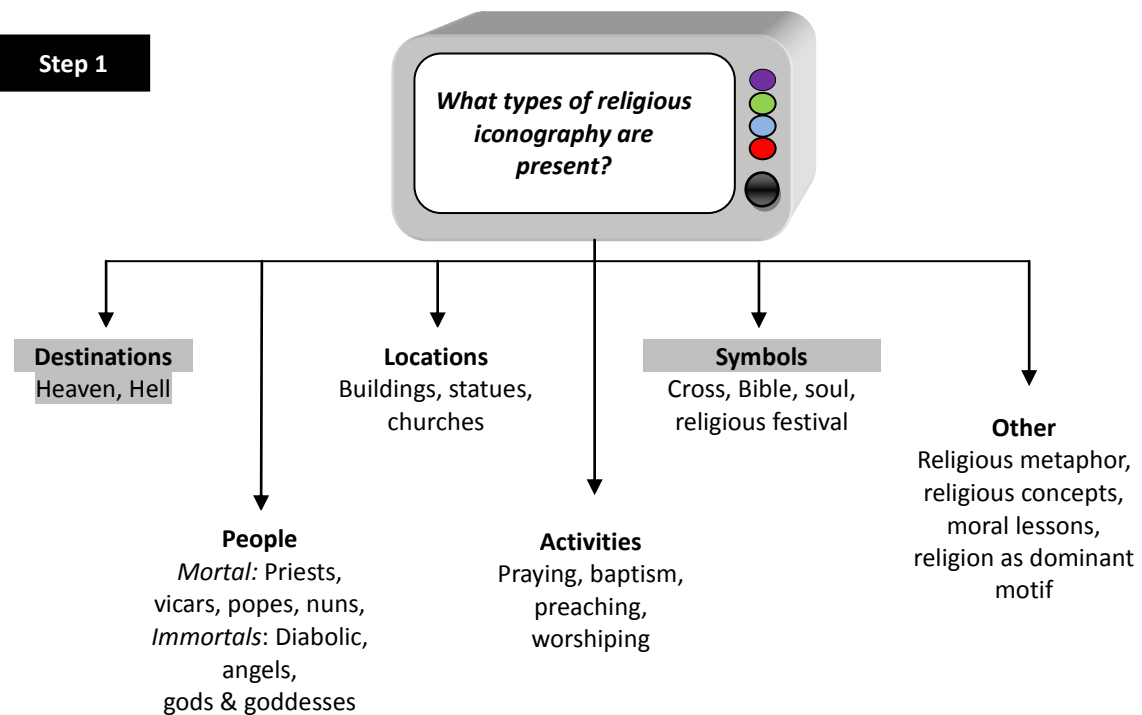 Step 1
What types of religious
iconography are
present?
Destinations
Heaven, Hell
Locations
Buildings, statues,
churches
Symbols
Cross, Bible, soul,
religious festival
Other
Religious metaphor,
religious concepts,
moral lessons,
religion as dominant
motif
People
Mortal: Priests,
vicars, popes, nuns,
Immortals: Diabolic,
angels,
gods & goddesses
Activities
Praying, baptism,
preaching,
worshiping